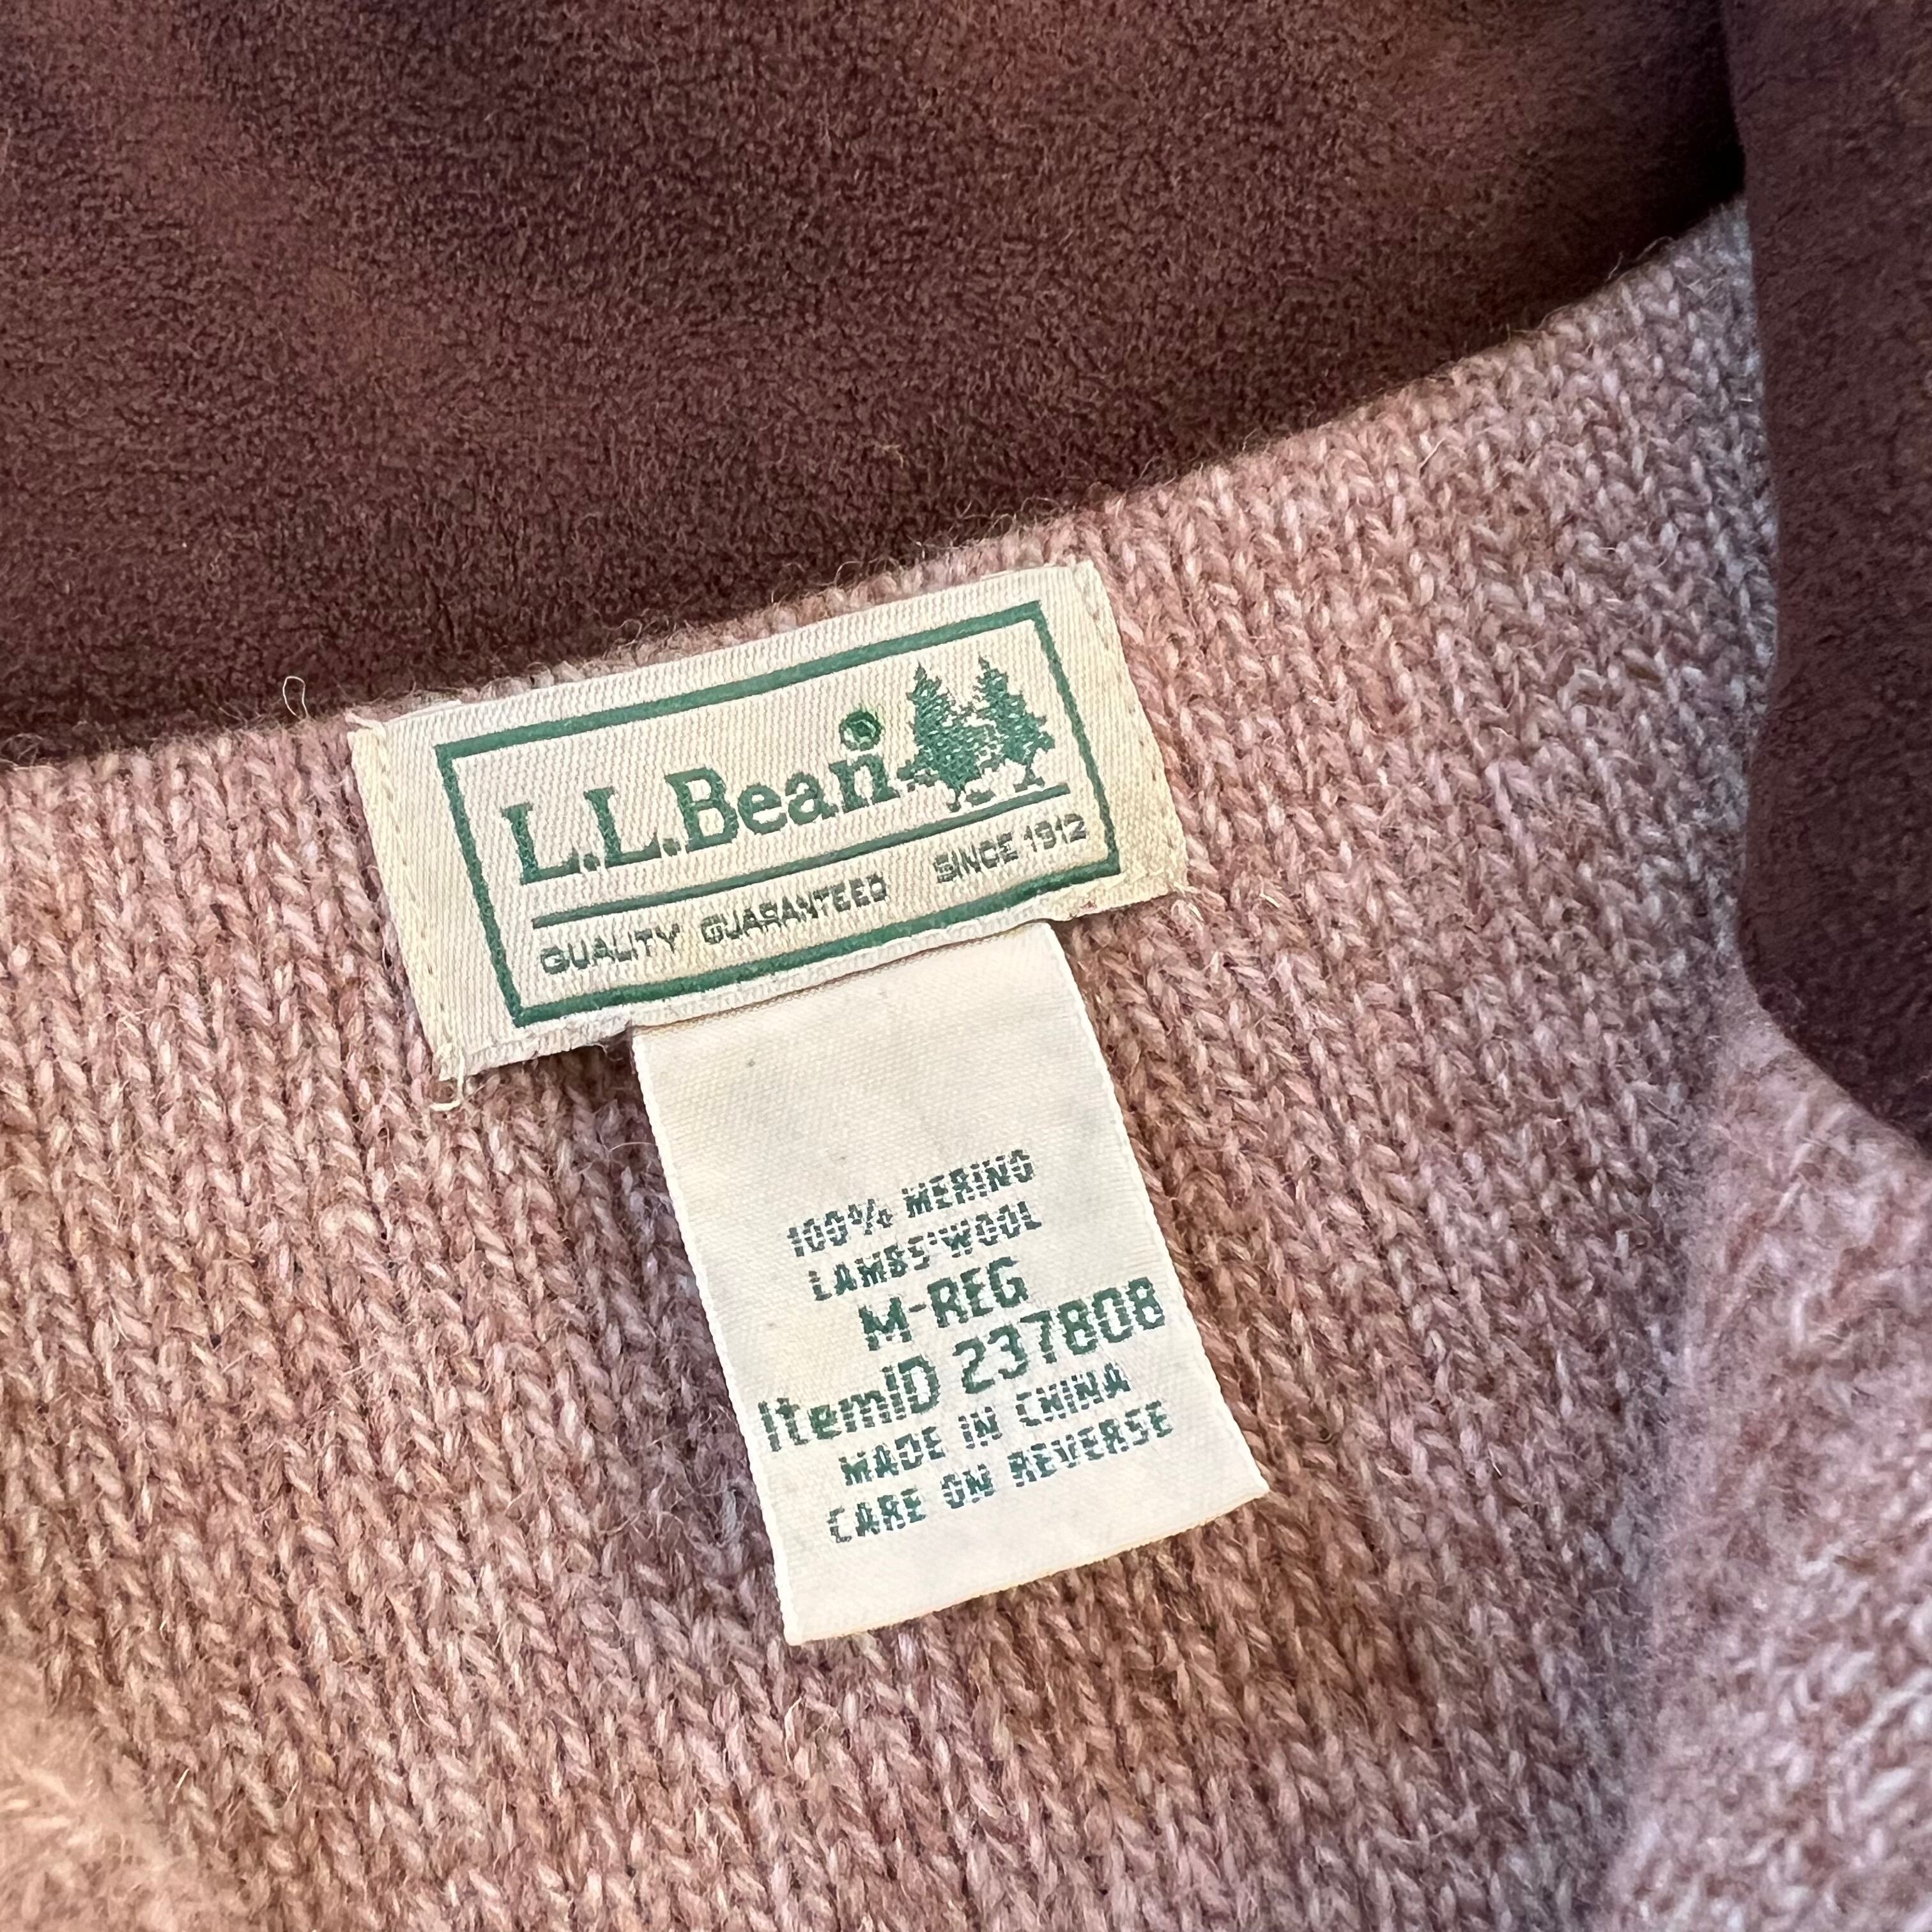 L.L.Bean
QUALITY GUARANTEED SINCE 1912
100% MERINO
LAMBS'WOOL
M-REG
ItemID 237808
MADE IN CHINA
CARE ON REVERSE